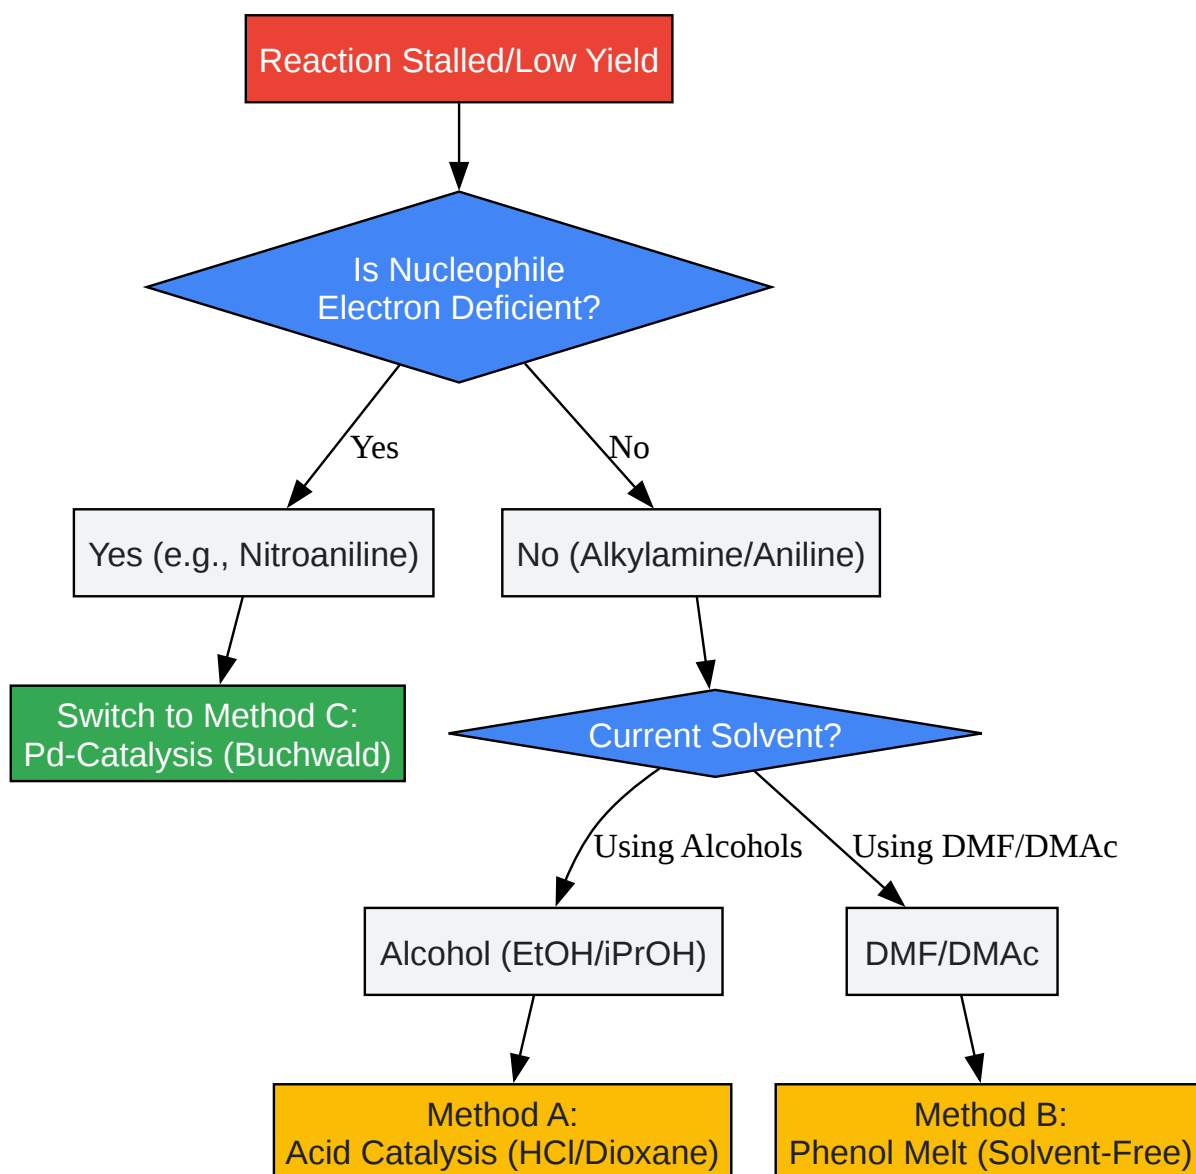 Reaction Stalled/Low Yield
Is Nucleophile
Electron Deficient?
Yes
No
Yes (e.g., Nitroaniline)
No (Alkylamine/Aniline)
Switch to Method C:
Pd-Catalysis (Buchwald)
Current Solvent?
Using Alcohols
Using DMF/DMAc
Alcohol (EtOH/iPrOH)
DMF/DMAc
Method A:
Acid Catalysis (HCl/Dioxane)
Method B:
Phenol Melt (Solvent-Free)